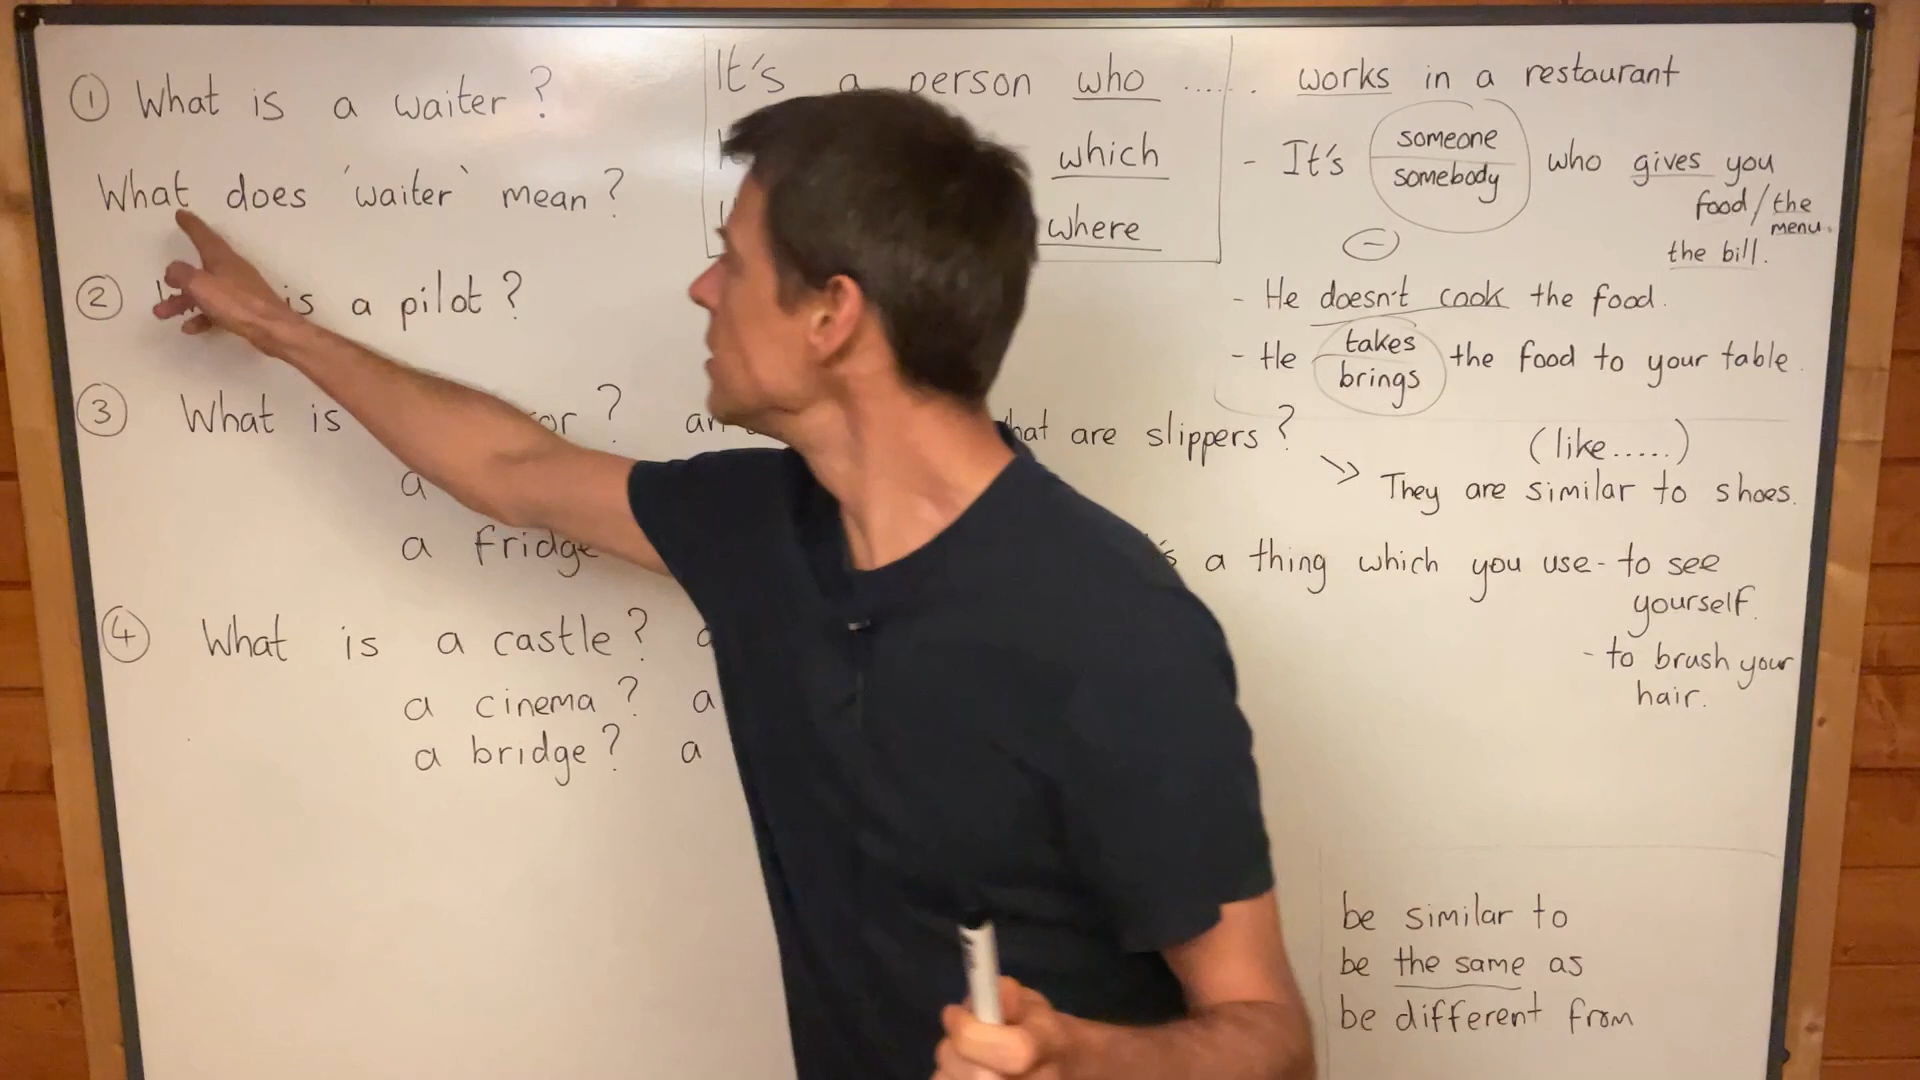 ① What is a waiter?
What does 'waiter' mean?
② is a pilot?
③ What is ?
a
a fridge
④ What is a castle?
a cinema? a
a bridge? a
It's a person who ......
which
where
works in a restaurant
- It's someone / somebody who gives you
food / the menu.
the bill.
(-)
- He doesn't cook the food.
- He takes / brings the food to your table.
are slippers?
(like.....)
They are similar to shoes.
a thing which you use - to see
yourself.
- to brush your
hair.
be similar to
be the same as
be different from